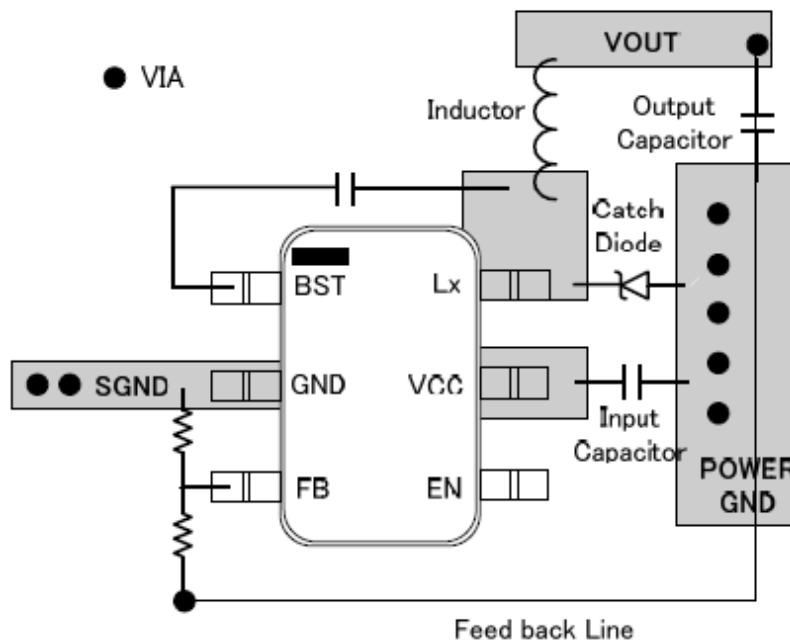 VOUT
VIA
Inductor
Output
Capacitor
Catch
Diode
BST
Lx
SGND
GND
VCC
Input
Capacitor
FB
EN
POWER
GND
Feed back Line